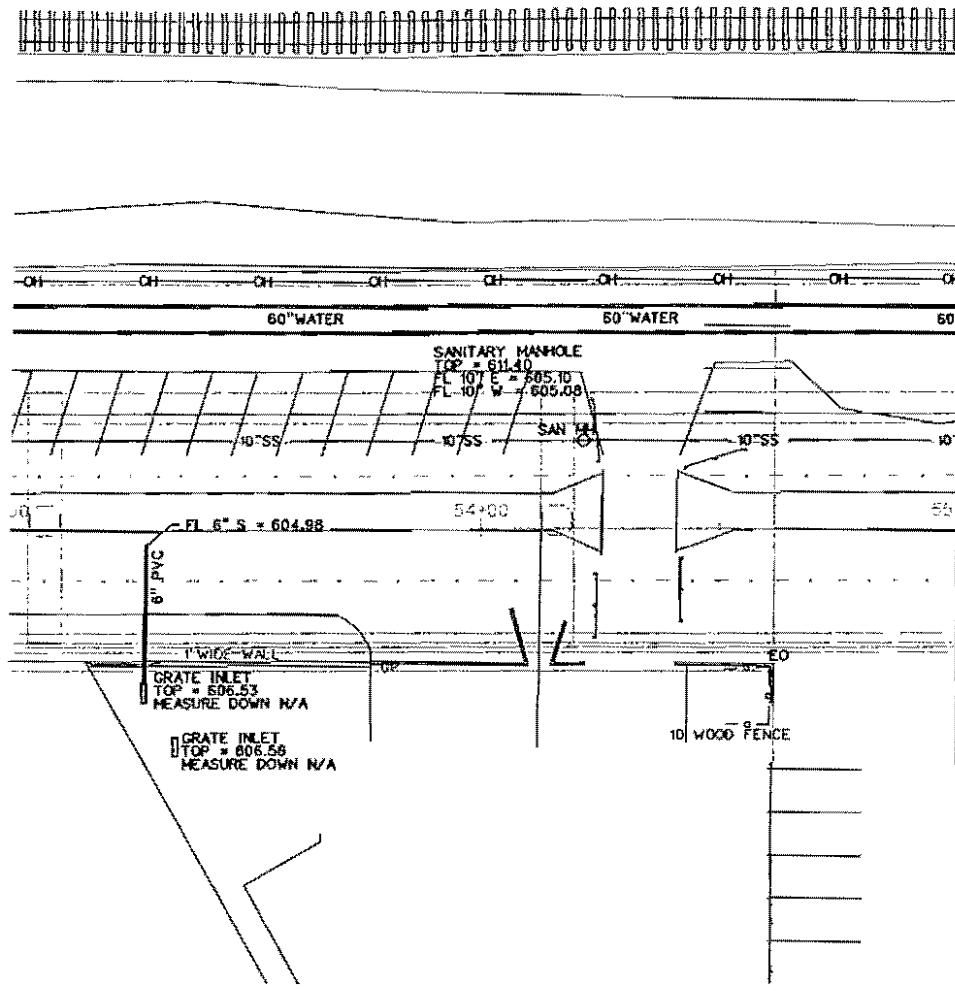 OH OH OH OH OH OH OH OH
60" WATER 60" WATER 60
SANITARY MANHOLE
TOP = 611.40
FL 10" E = 605.10
FL 10" W = 605.08
SAN MH
10"SS 10"SS 10"SS 10"
54+00
FL 6" S = 604.98
6" PVC
1' WIDE WALL
GP
EO
GRATE INLET
TOP = 606.53
MEASURE DOWN N/A
GRATE INLET
TOP = 606.56
MEASURE DOWN N/A
10 WOOD FENCE